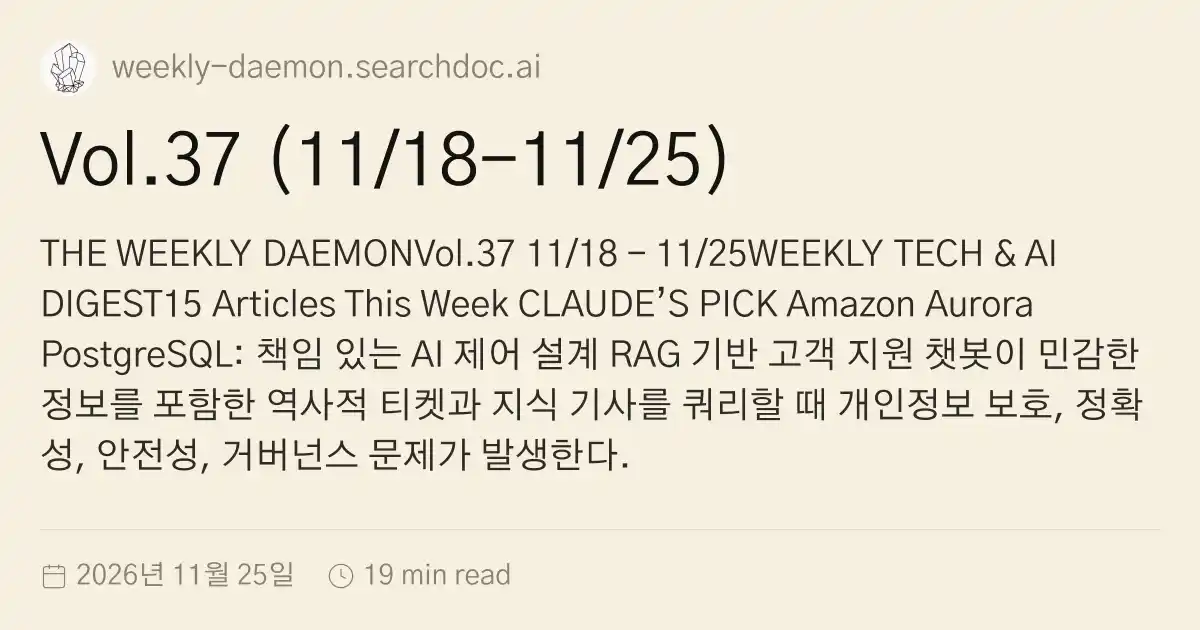 weekly-daemon.searchdoc.ai
Vol.37 (11/18–11/25)
THE WEEKLY DAEMONVol.37 11/18 – 11/25WEEKLY TECH & AI
DIGEST15 Articles This Week CLAUDE’S PICK Amazon Aurora
PostgreSQL: 책임 있는 AI 제어 설계 RAG 기반 고객 지원 챗봇이 민감한
정보를 포함한 역사적 티켓과 지식 기사를 쿼리할 때 개인정보 보호, 정확
성, 안전성, 거버넌스 문제가 발생한다.
2026년 11월 25일
19 min read